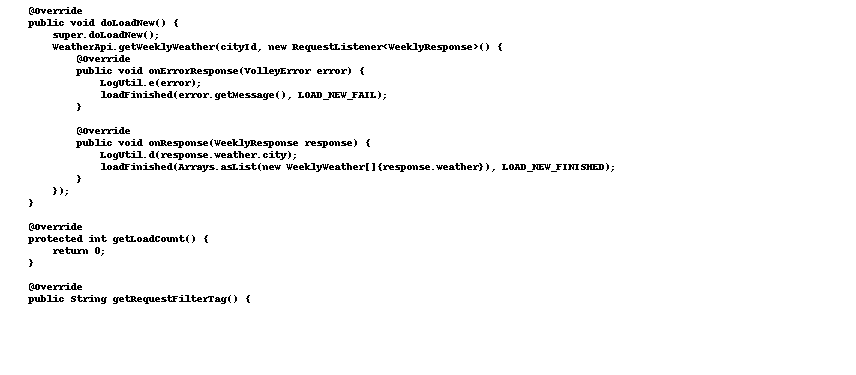 @Override
public void doLoadNew() {
super.doLoadNew();
WeatherApi.getWeeklyWeather(cityId, new RequestListener<WeeklyResponse>() {
@Override
public void onErrorResponse(VolleyError error) {
LogUtil.e(error);
loadFinished(error.getMessage(), LOAD_NEW_FAIL);
}
@Override
public void onResponse(WeeklyResponse response) {
LogUtil.d(response.weather.city);
loadFinished(Arrays.asList(new WeeklyWeather[]{response.weather}), LOAD_NEW_FINISHED);
}
});
}
@Override
protected int getLoadCount() {
return 0;
}
@Override
public String getRequestFilterTag() {